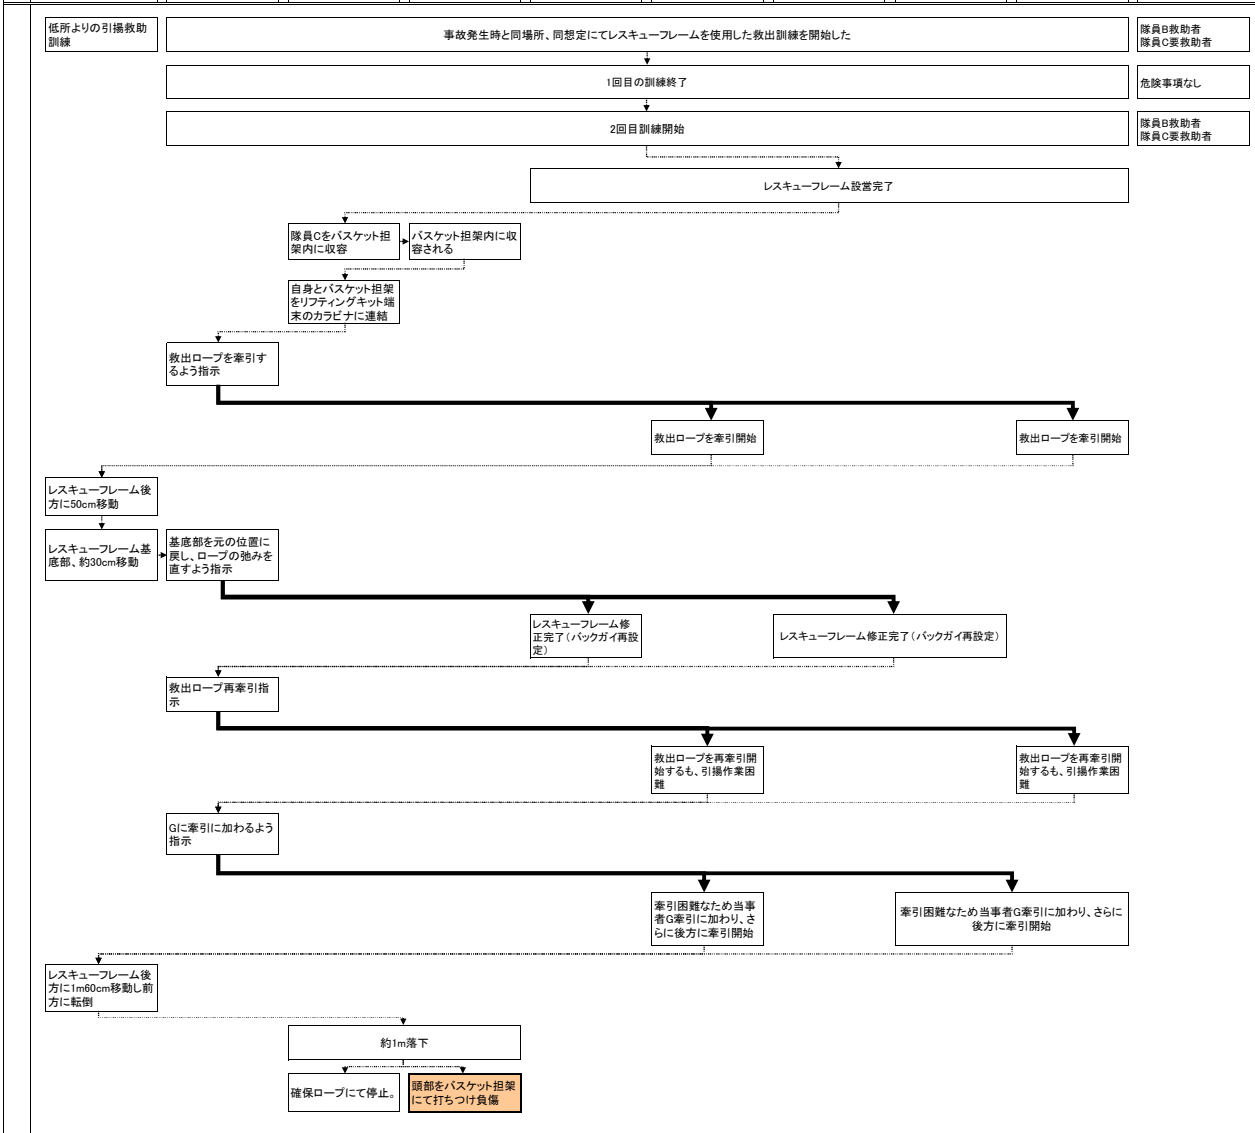 低所よりの引揚救助
訓練
事故発生時と同場所、同想定にてレスキューフレームを使用した救出訓練を開始した
隊員B救助者
隊員C要救助者
1回目の訓練終了
危険事項なし
2回目訓練開始
隊員B救助者
隊員C要救助者
レスキューフレーム設営完了
隊員Cをバスケット担
架内に収容
バスケット担架内に収
容される
自身とバスケット担架
をリフティングキット端
末のカラビナに連結
救出ロープを牽引す
るよう指示
救出ロープを牽引開始
救出ロープを牽引開始
レスキューフレーム後
方に50cm移動
レスキューフレーム基
底部、約30cm移動
基底部を元の位置に
戻し、ロープの弛みを
直すよう指示
レスキューフレーム修
正完了（バックガイ再設
定）
レスキューフレーム修正完了（バックガイ再設定）
救出ロープ再牽引指
示
救出ロープを再牽引開
始するも、引揚作業困
難
救出ロープを再牽引開
始するも、引揚作業困
難
Gに牽引に加わるよう
指示
牽引困難なため当事
者G牽引に加わり、さ
らに後方に牽引開始
牽引困難なため当事者G牽引に加わり、さらに
後方に牽引開始
レスキューフレーム後
方に1m60cm移動し前
方に転倒
約1m落下
確保ロープにて停止。
頭部をバスケット担架
にて打ちつけ負傷